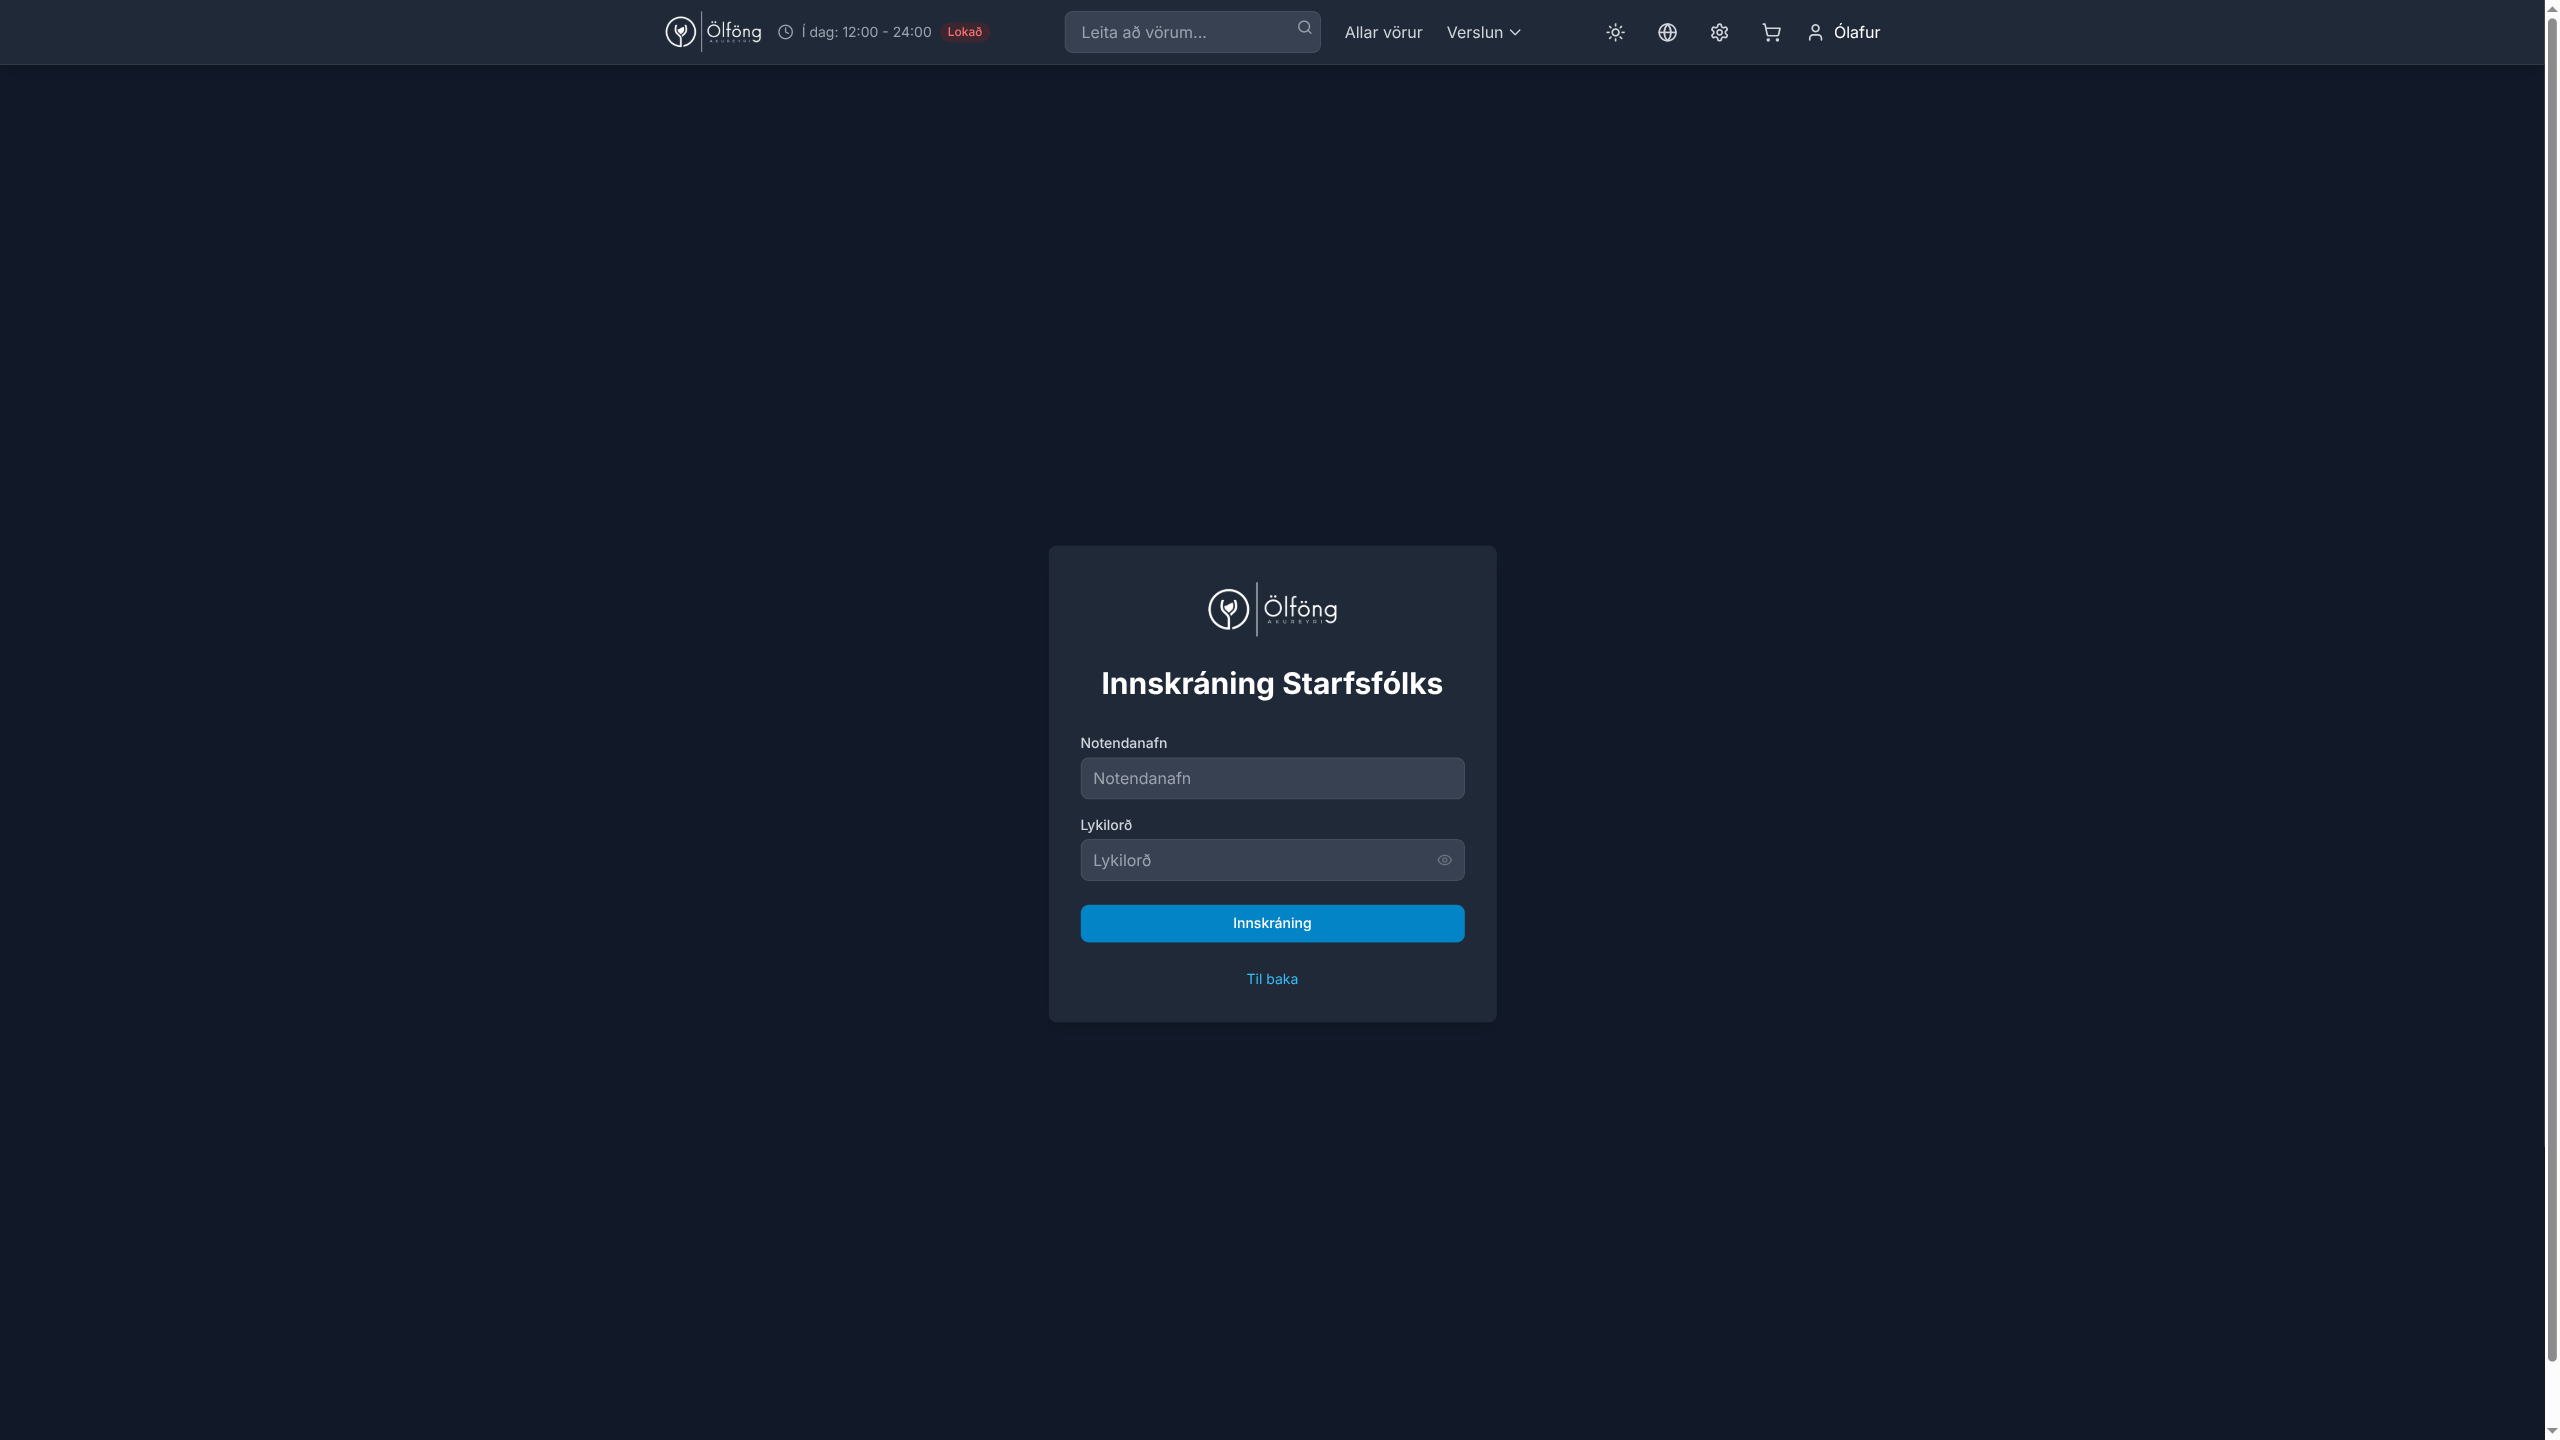 Ölföng
AKUREYRI
Í dag: 12:00 - 24:00
Lokað
Leita að vörum...
Allar vörur
Verslun
Ólafur
Ölföng
AKUREYRI
Innskráning Starfsfólks
Notendanafn
Notendanafn
Lykilorð
Lykilorð
Innskráning
Til baka